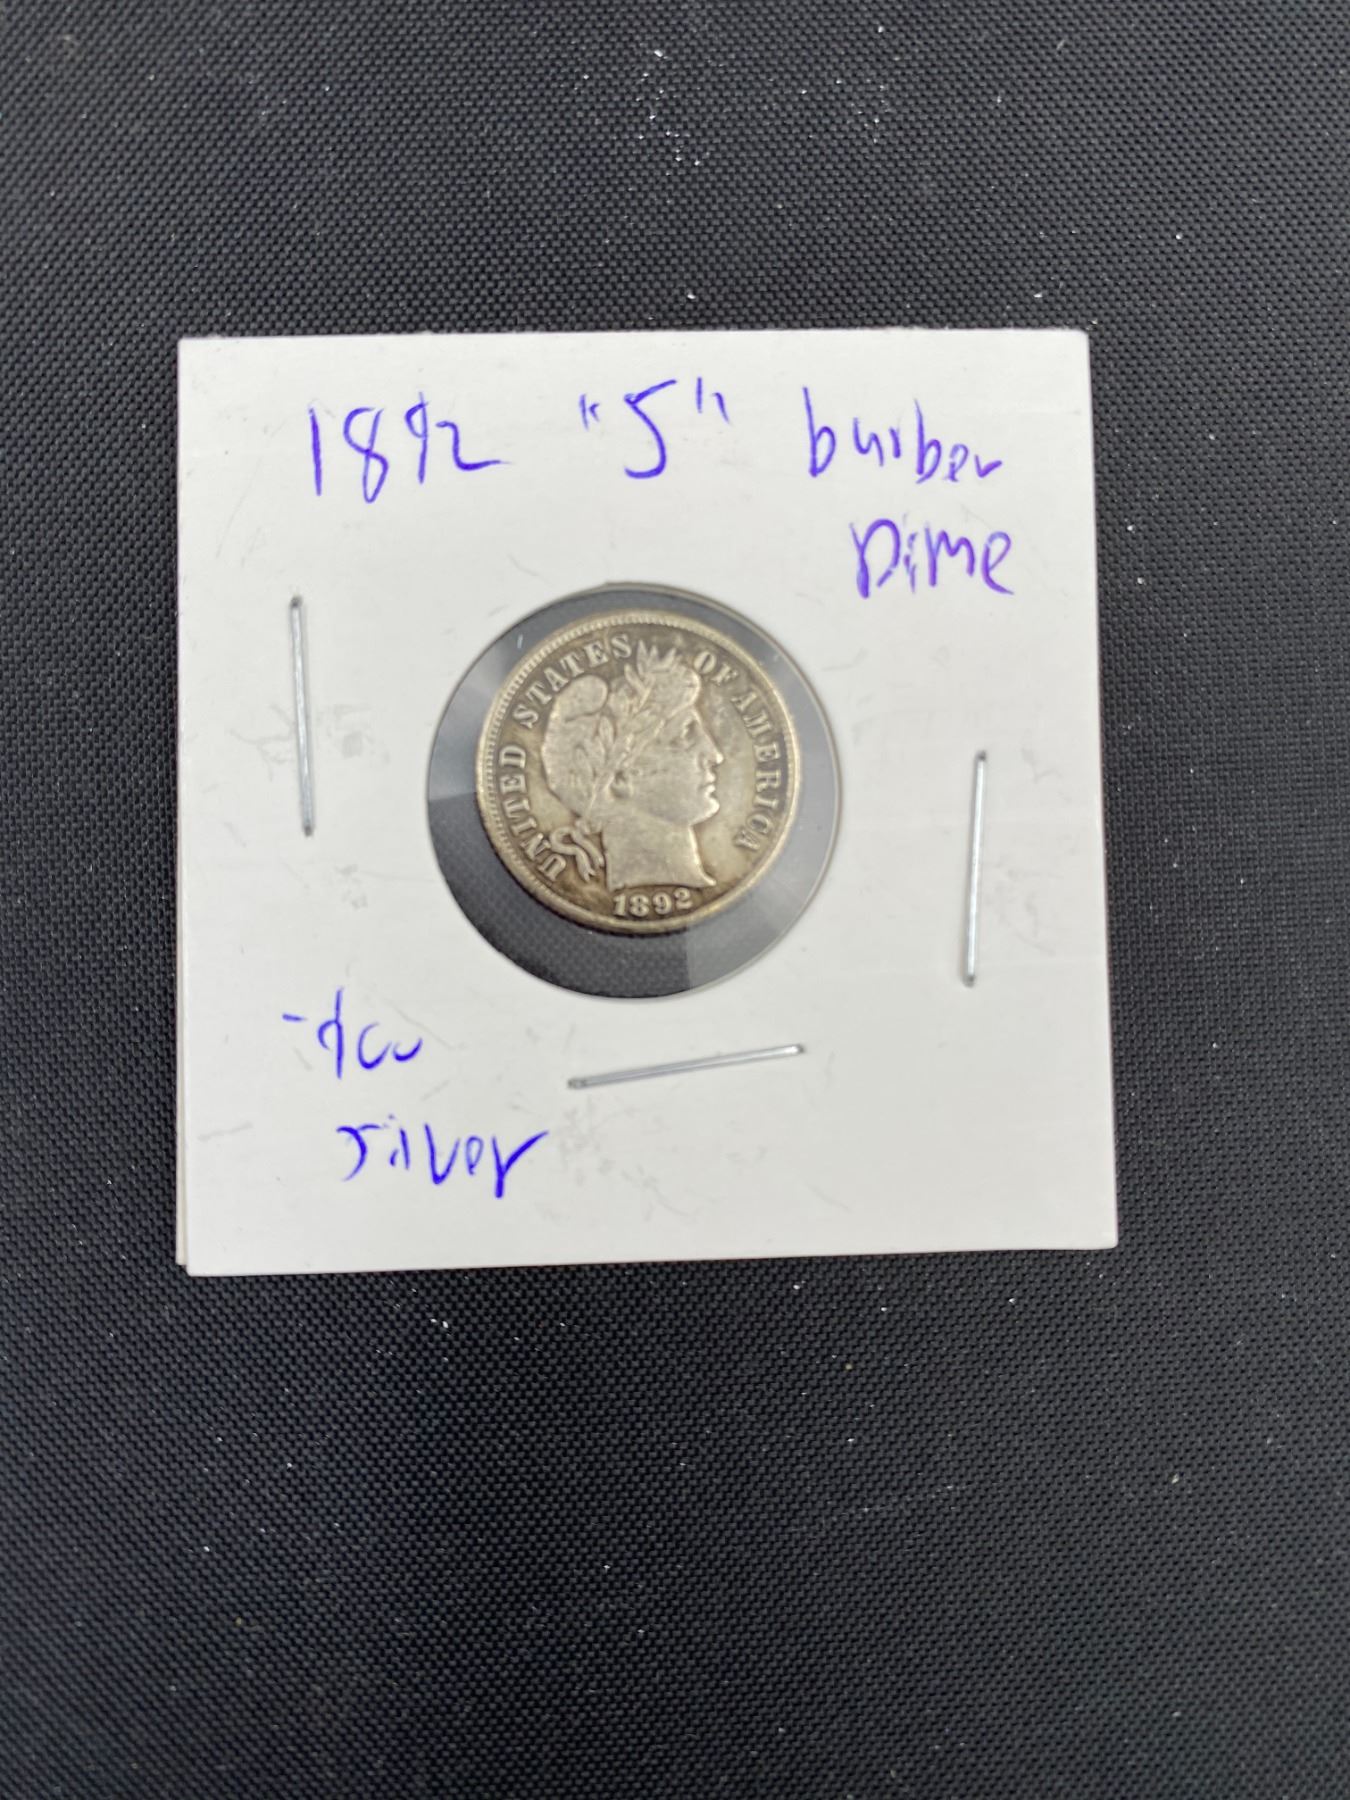 1892 "S" barber
Dime
UNITED STATES OF AMERICA
1892
-900
silver